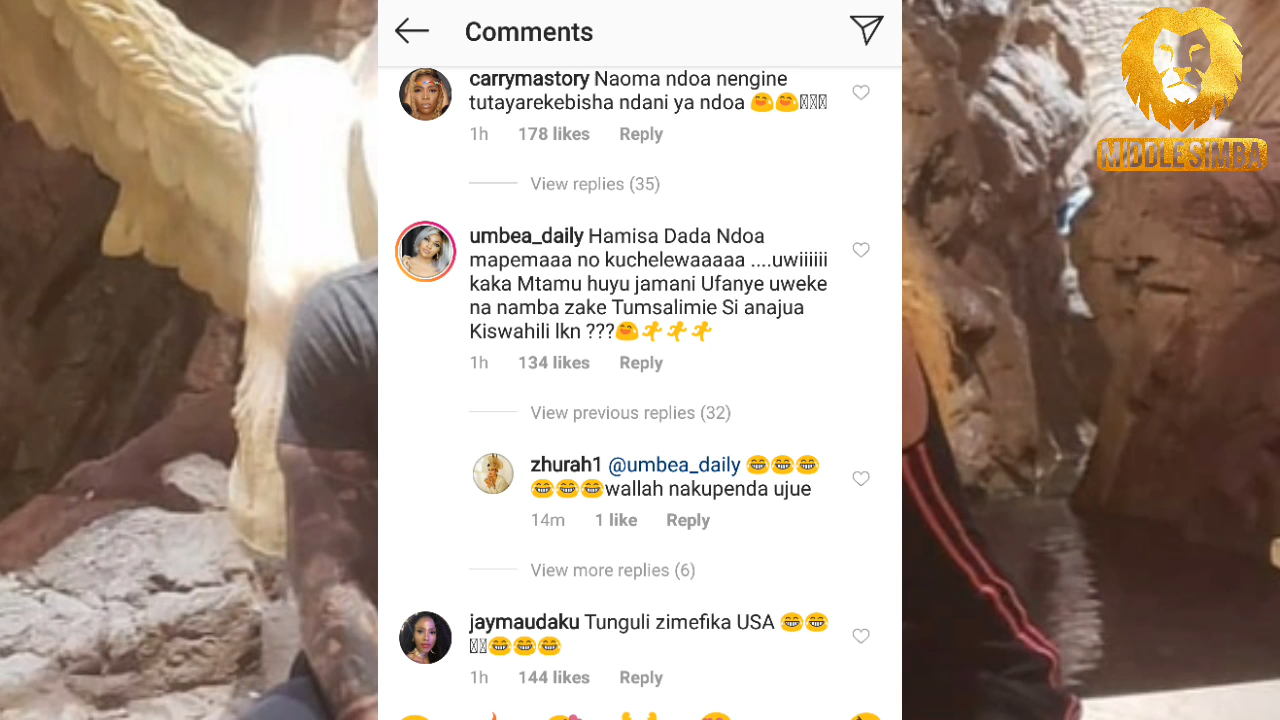 Comments
MIDDLE SIMBA
carrymastory Naoma ndoa nengine
tutayarekebisha ndani ya ndoa 😊😊
1h 178 likes Reply
View replies (35)
umbea_daily Hamisa Dada Ndoa
mapemaaa no kuchelewaaaaa ....uwiiiiii
kaka Mtamu huyu jamani Ufanye uweke
na namba zake Tumsalimie Si anajua
Kiswahili lkn ???😄🏃🏃🏃
1h 134 likes Reply
View previous replies (32)
zhurah1 @umbea_daily 😂😂😂
😂😂😂wallah nakupenda ujue
14m 1 like Reply
View more replies (6)
jaymaudaku Tunguli zimefika USA 😂😂
😂😂😂
1h 144 likes Reply